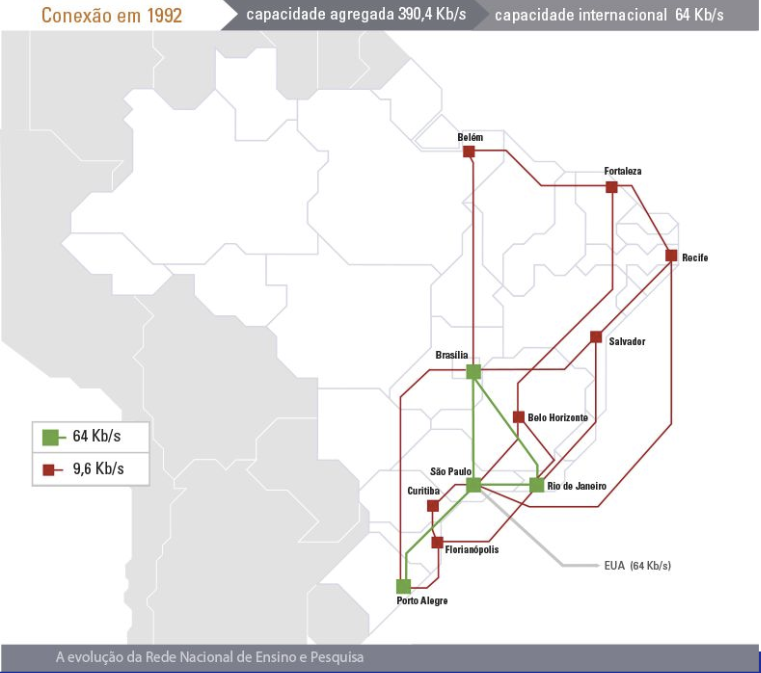 Conexão em 1992
capacidade agregada 390,4 Kb/s
capacidade internacional 64 Kb/s
Belém
Fortaleza
Recife
Salvador
Brasília
Belo Horizonte
64 Kb/s
9,6 Kb/s
São Paulo
Rio de Janeiro
Curitiba
Florianópolis
EUA (64 Kb/s)
Porto Alegre
A evolução da Rede Nacional de Ensino e Pesquisa